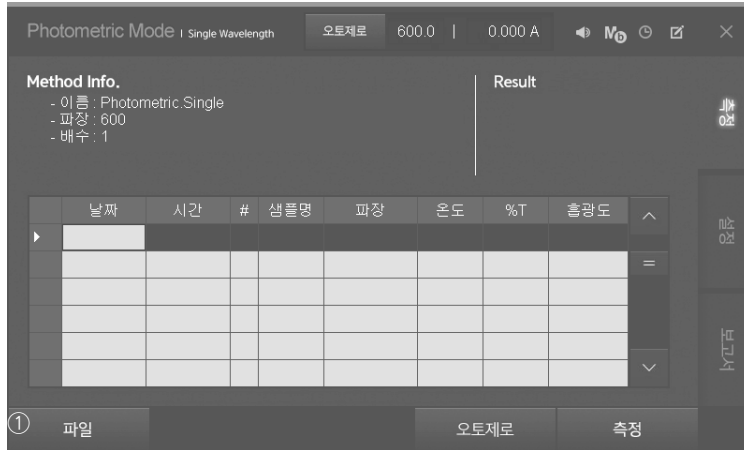 Photometric Mode | Single Wavelength 오토제로 600.0 | 0.000 A
Method Info.
- 이름 : Photometric.Single
- 파장 : 600
- 배수 : 1
Result
측정
날짜 시간 # 샘플명 파장 온도 %T 흡광도
설정
보고서
① 파일 오토제로 측정